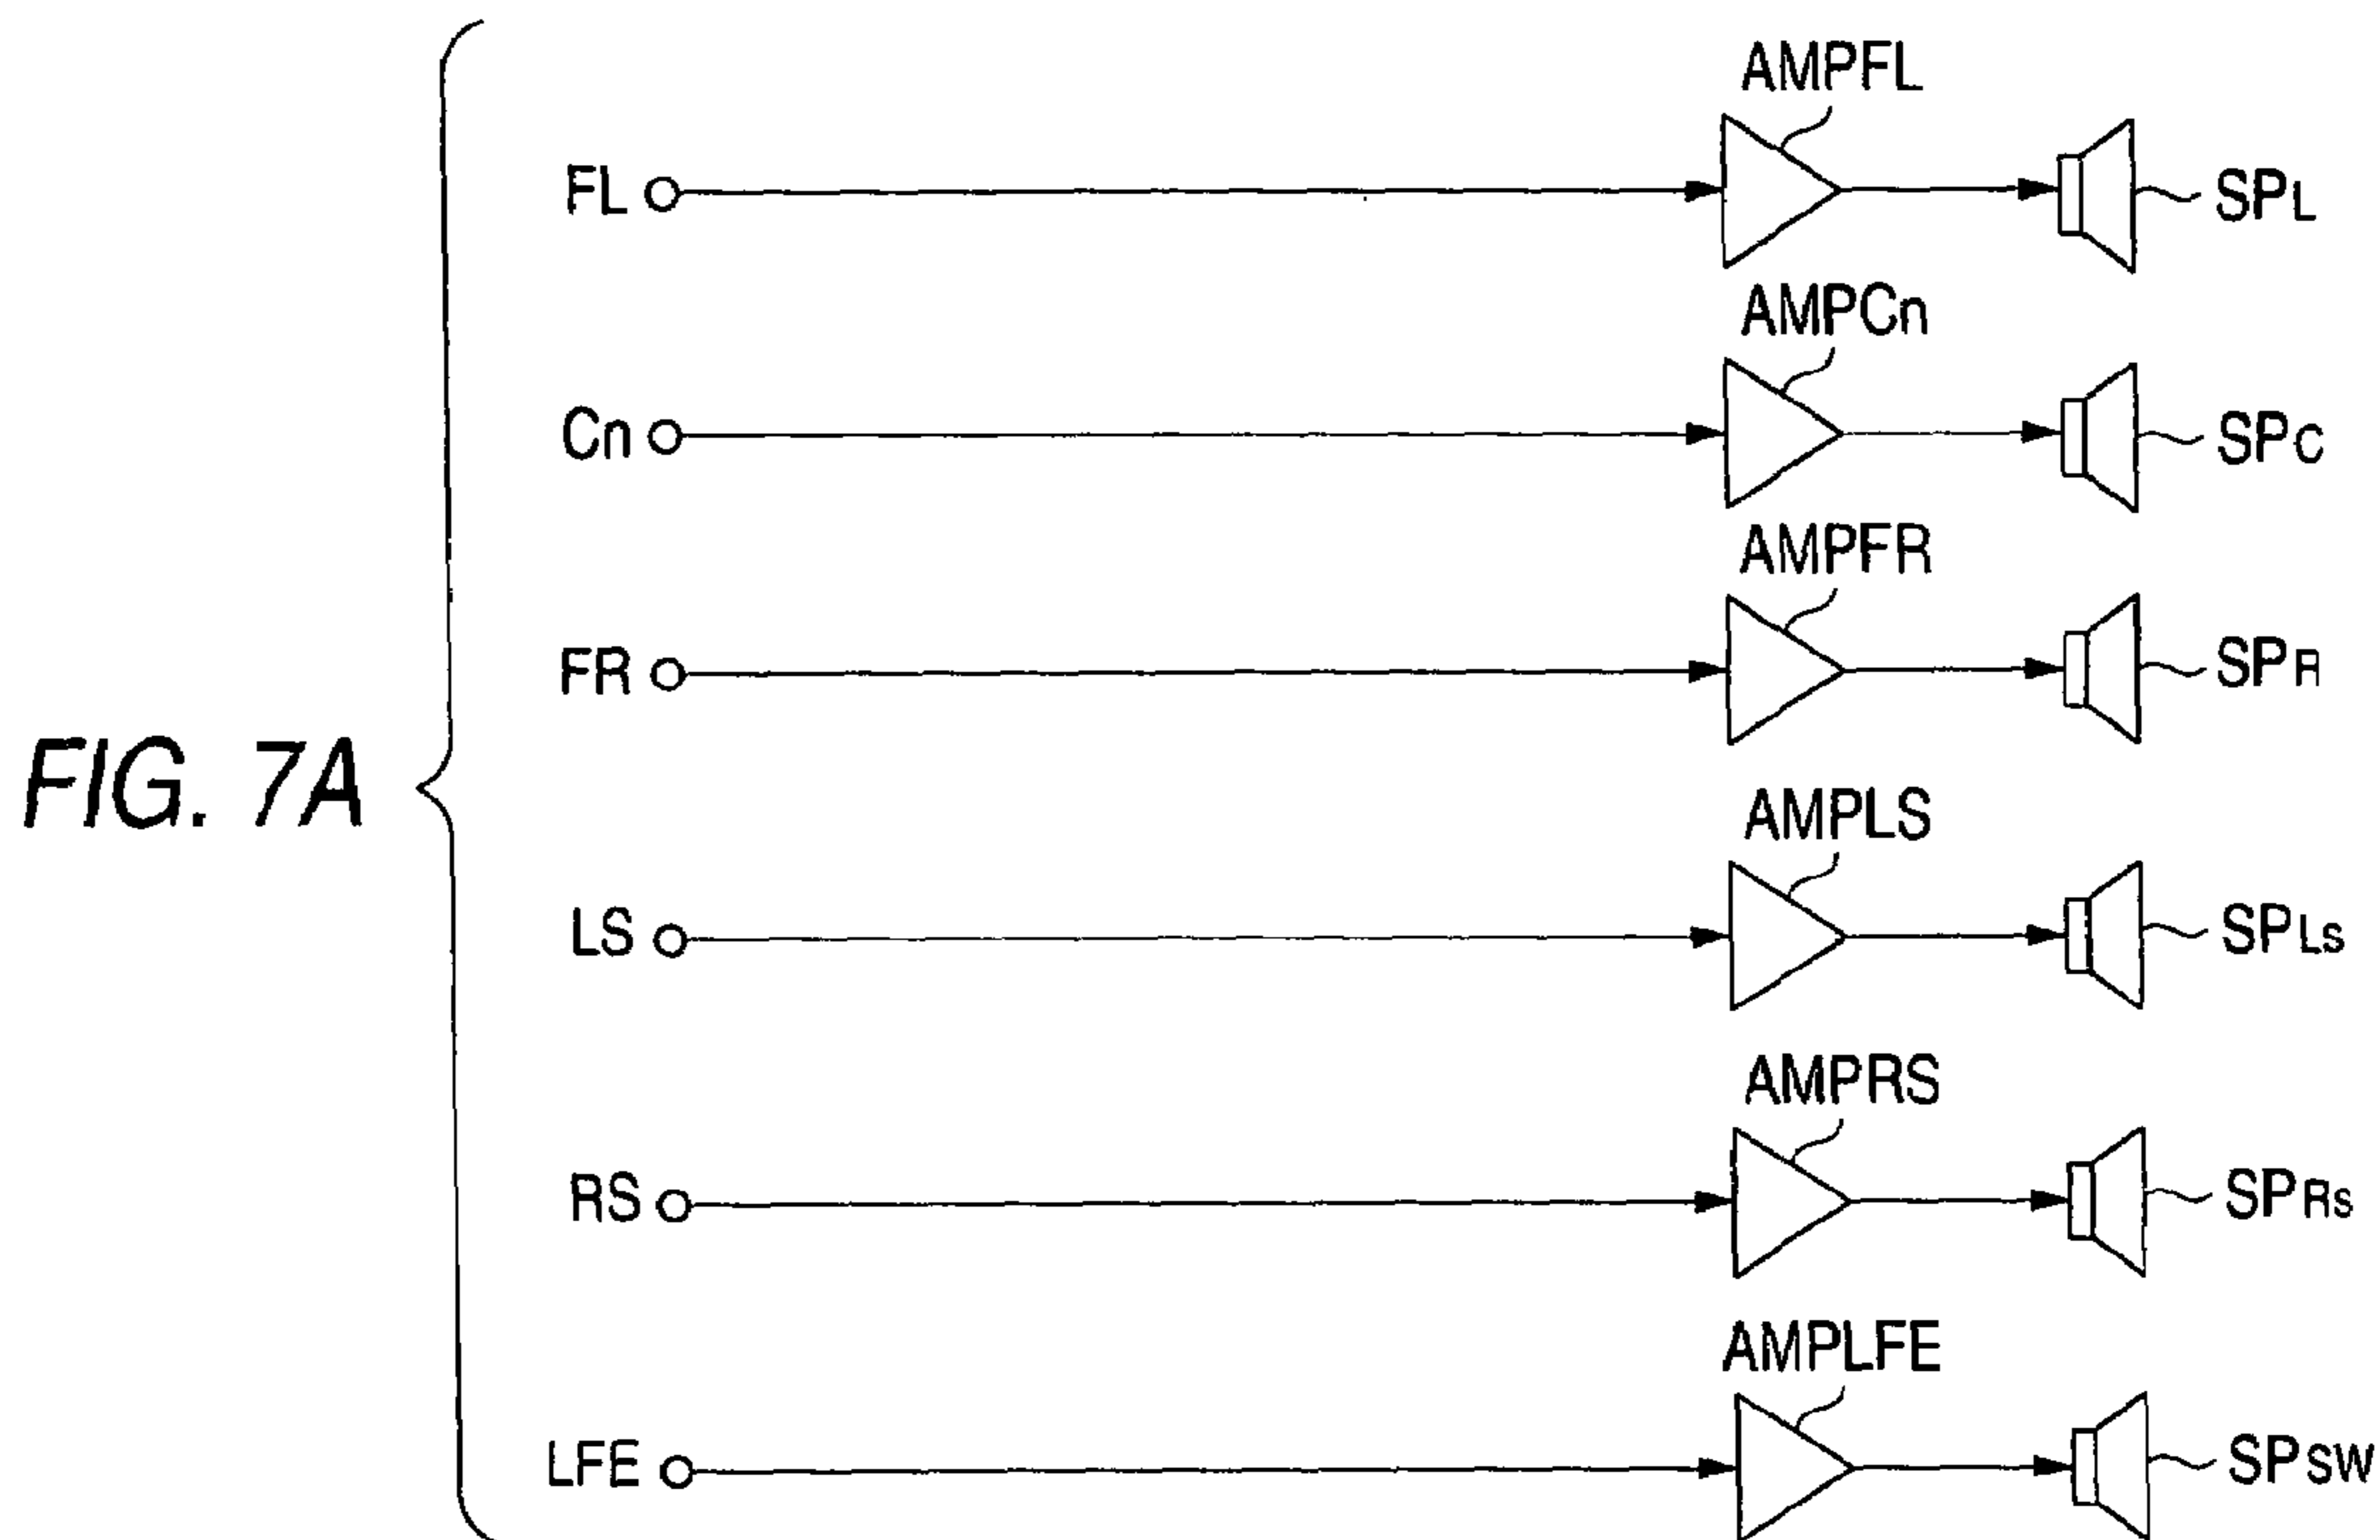 AMPFL
FL SPL
AMPCn
Cn SPC
AMPFR
FR SPR
FIG. 7A
AMPLS
LS SPLs
AMPRS
RS SPRs
AMPLFE
LFE SPSW